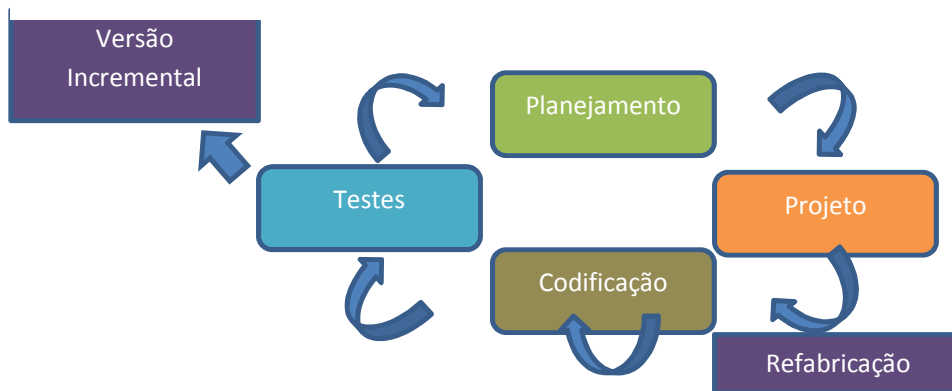 Versão
Incremental
Planejamento
Testes
Projeto
Codificação
Refabricação